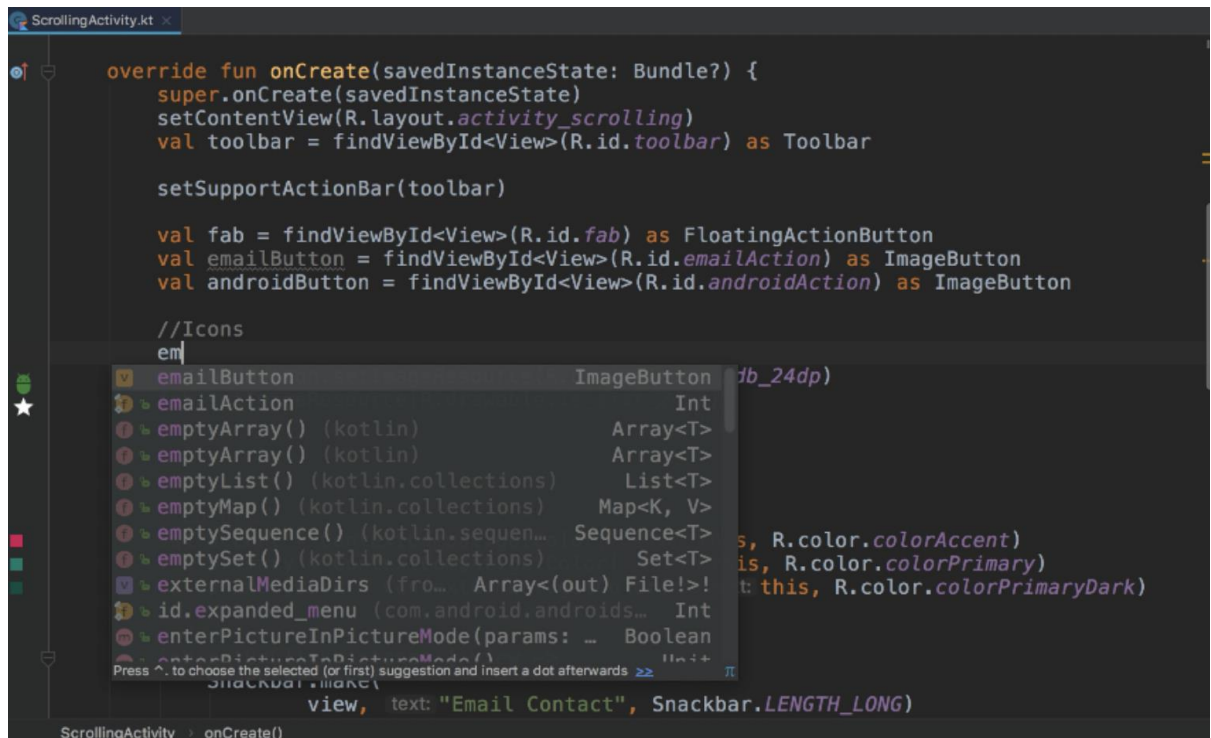 ScrollingActivity.kt
override fun onCreate(savedInstanceState: Bundle?) {
super.onCreate(savedInstanceState)
setContentView(R.layout.activity_scrolling)
val toolbar = findViewById<View>(R.id.toolbar) as Toolbar
setSupportActionBar(toolbar)
val fab = findViewById<View>(R.id.fab) as FloatingActionButton
val emailButton = findViewById<View>(R.id.emailAction) as ImageButton
val androidButton = findViewById<View>(R.id.androidAction) as ImageButton
//Icons
em
emailButton ImageButton db_24dp)
emailAction Int
emptyArray() (kotlin) Array<T>
emptyArray() (kotlin) Array<T>
emptyList() (kotlin.collections) List<T>
emptyMap() (kotlin.collections) Map<K, V>
emptySequence() (kotlin.sequen… Sequence<T> s, R.color.colorAccent)
emptySet() (kotlin.collections) Set<T> is, R.color.colorPrimary)
externalMediaDirs (fro… Array<(out) File!>! t: this, R.color.colorPrimaryDark)
id.expanded_menu (com.android.androids… Int
enterPictureInPictureMode(params: … Boolean
enterPictureInPictureMode() Unit
Press ^. to choose the selected (or first) suggestion and insert a dot afterwards >> π
Snackbar.make(
view, text: "Email Contact", Snackbar.LENGTH_LONG)
ScrollingActivity > onCreate()